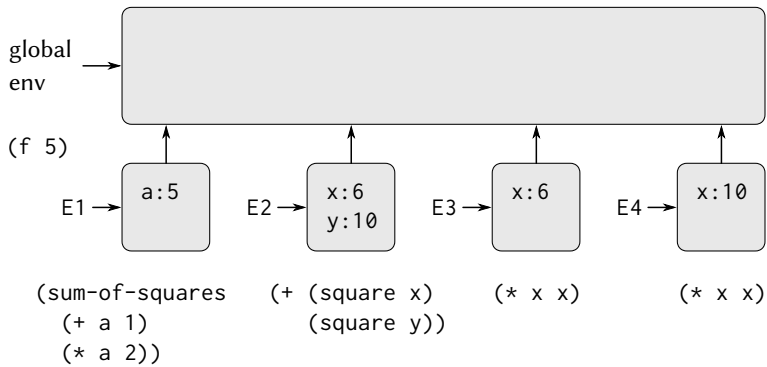 global
env
(f 5)
E1
a:5
E2
x:6
y:10
E3
x:6
E4
x:10
(sum-of-squares
(+ a 1)
(* a 2))
(+ (square x)
(square y))
(* x x)
(* x x)